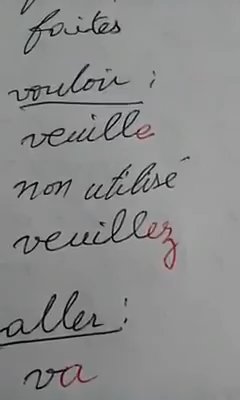 faites
vouloir :
veuille
non utilisé
veuillez
aller :
va